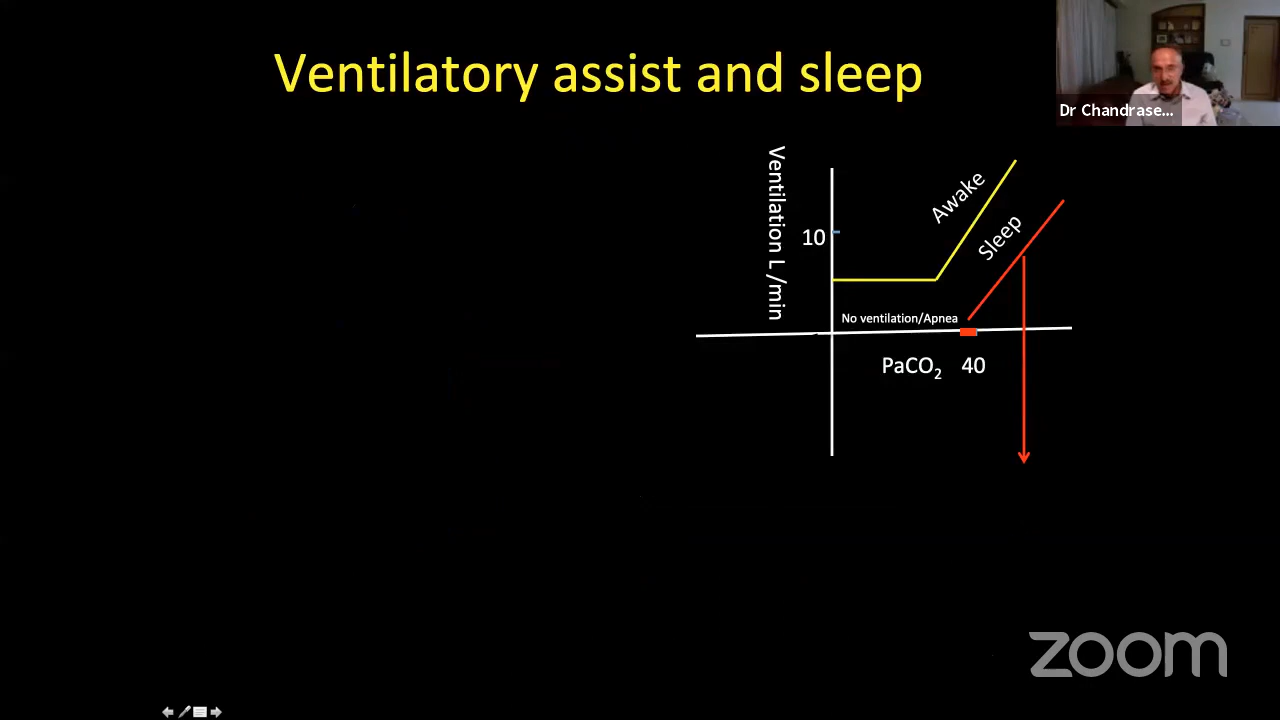 Ventilatory assist and sleep
Dr Chandrase...
Ventilation L /min
10
Awake
Sleep
No ventilation/Apnea
PaCO₂ 40
zoom